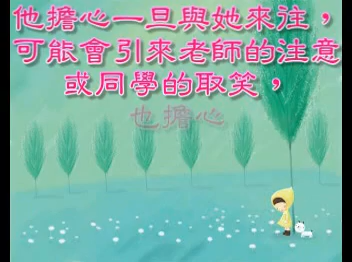 他擔心一旦與她來往，
可能會引來老師的注意
或同學的取笑，
也擔心